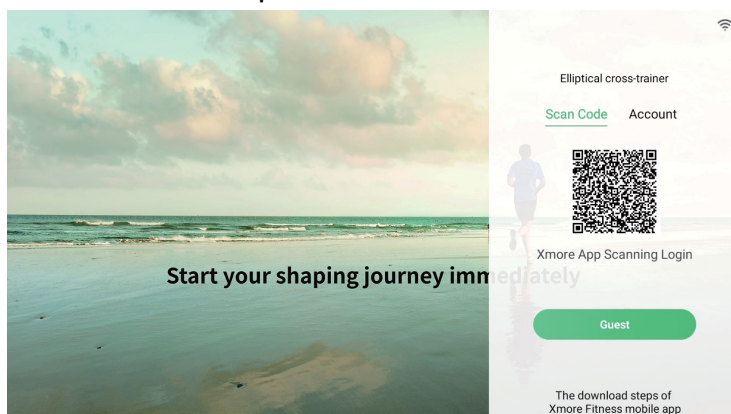 Elliptical cross-trainer
Scan Code Account
Xmore App Scanning Login
Start your shaping journey immediately
Guest
The download steps of
Xmore Fitness mobile app